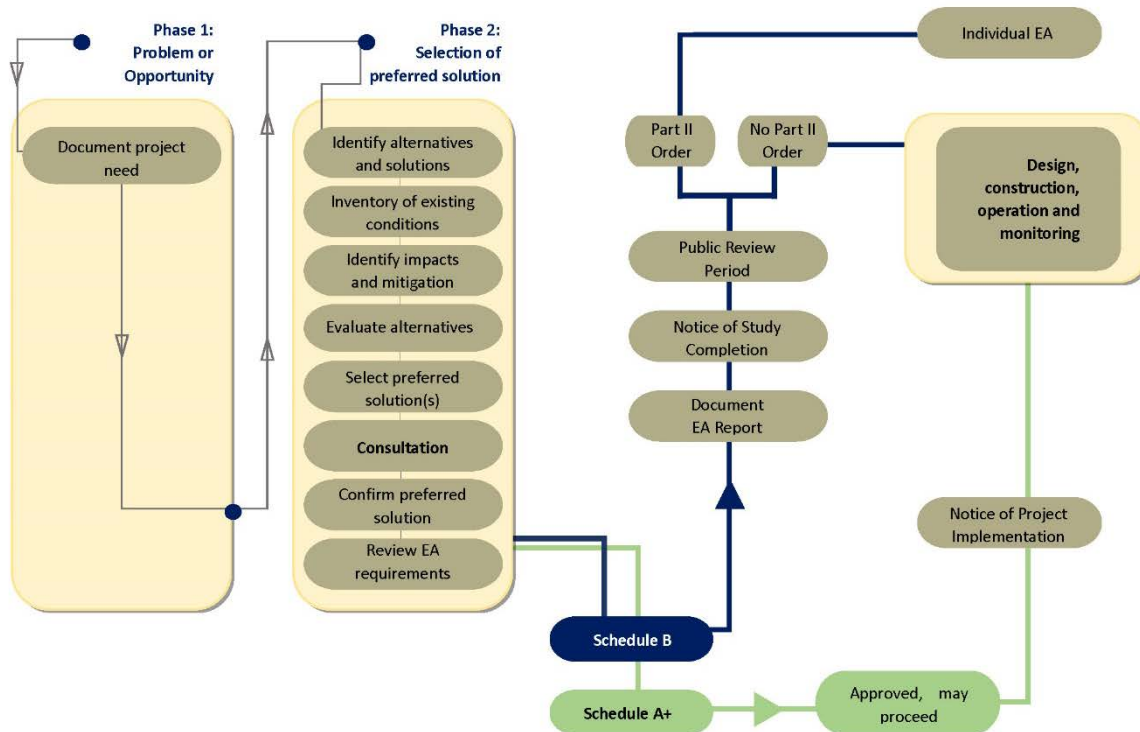 Phase 1:
Problem or
Opportunity
Document project
need
Phase 2:
Selection of
preferred solution
Identify alternatives
and solutions
Inventory of existing
conditions
Identify impacts
and mitigation
Evaluate alternatives
Select preferred
solution(s)
Consultation
Confirm preferred
solution
Review EA
requirements
Individual EA
Part II
Order
No Part II
Order
Design,
construction,
operation and
monitoring
Public Review
Period
Notice of Study
Completion
Document
EA Report
Notice of Project
Implementation
Schedule B
Schedule A+
Approved, may
proceed